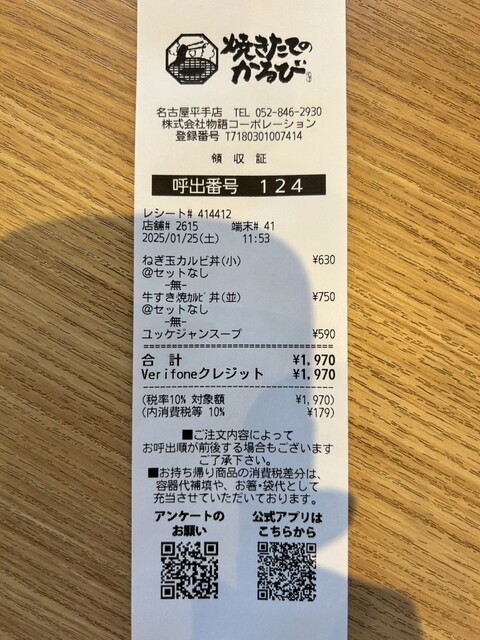 焼きたての
かるび
名古屋平手店 TEL 052-846-2930
株式会社物語コーポレーション
登録番号 T7180301007414
領 収 証
呼出番号 １２４
レシート# 414412
店舗# 2615 端末# 41
2025/01/25(土) 11:53
ねぎ玉カルビ丼(小) ¥630
@セットなし
-無-
牛すき焼ｶﾙﾋﾞ丼(並) ¥750
@セットなし
-無-
ユッケジャンスープ ¥590
合 計 ¥1,970
Verifoneクレジット ¥1,970
(税率10% 対象額 ¥1,970)
(内消費税等 10% ¥179)
■ご注文内容によって
お呼出順が前後する場合もございます
ご了承下さい。
■お持ち帰り商品の消費税差分は、
容器代補填や、お箸・袋代として
充当させていただいております。
アンケートの
お願い
公式アプリは
こちらから